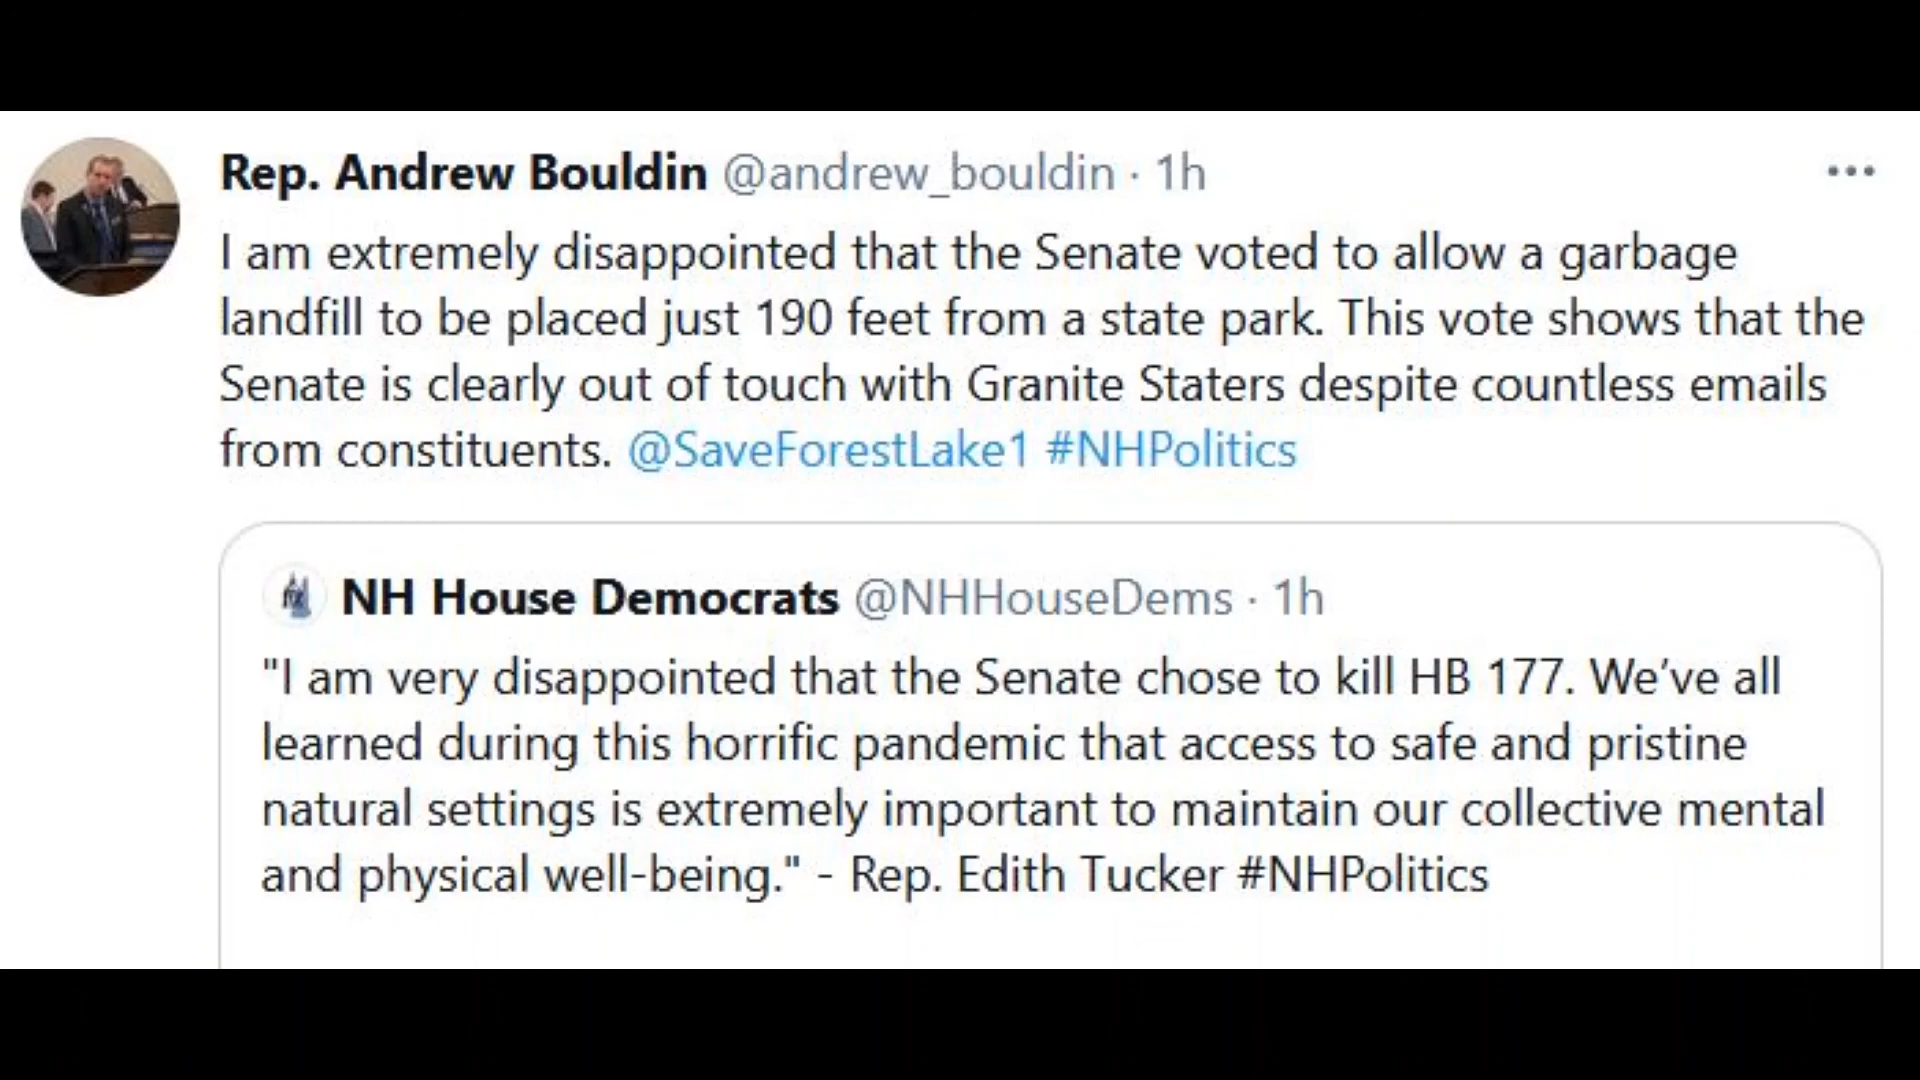 Rep. Andrew Bouldin @andrew_bouldin · 1h
I am extremely disappointed that the Senate voted to allow a garbage
landfill to be placed just 190 feet from a state park. This vote shows that the
Senate is clearly out of touch with Granite Staters despite countless emails
from constituents. @SaveForestLake1 #NHPolitics
NH House Democrats @NHHouseDems · 1h
"I am very disappointed that the Senate chose to kill HB 177. We’ve all
learned during this horrific pandemic that access to safe and pristine
natural settings is extremely important to maintain our collective mental
and physical well-being." - Rep. Edith Tucker #NHPolitics